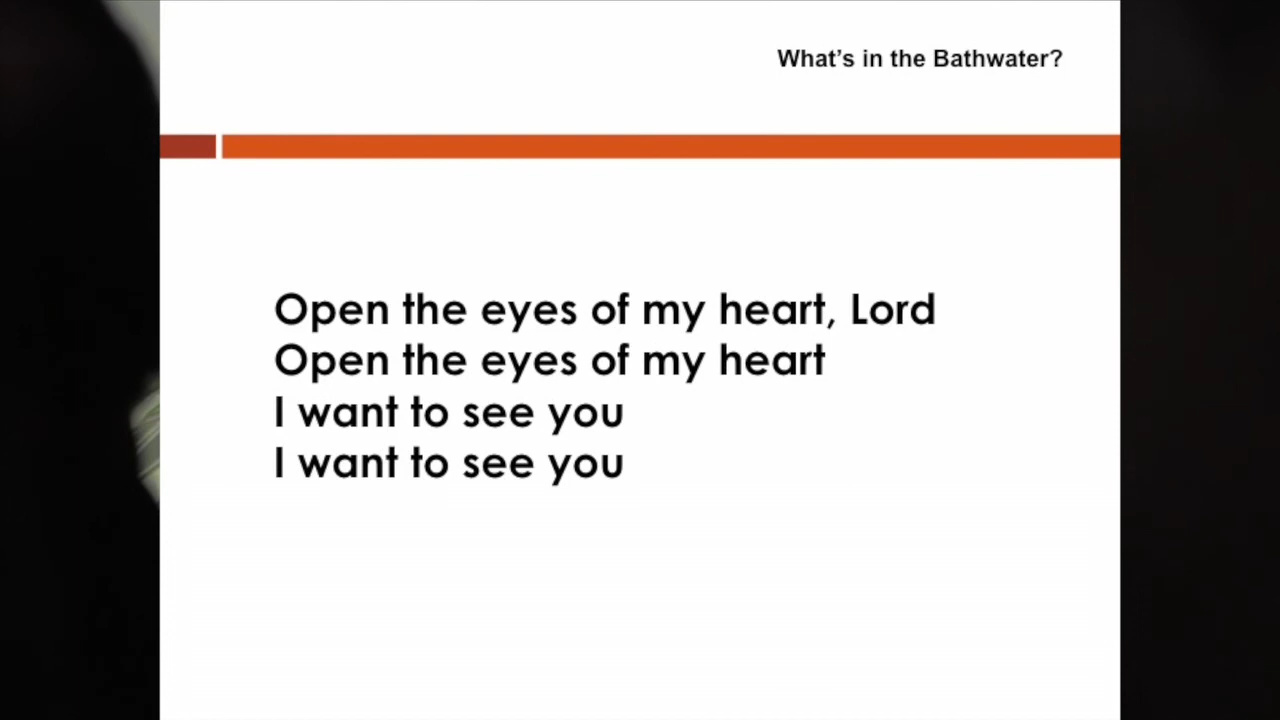 What's in the Bathwater?
Open the eyes of my heart, Lord
Open the eyes of my heart
I want to see you
I want to see you